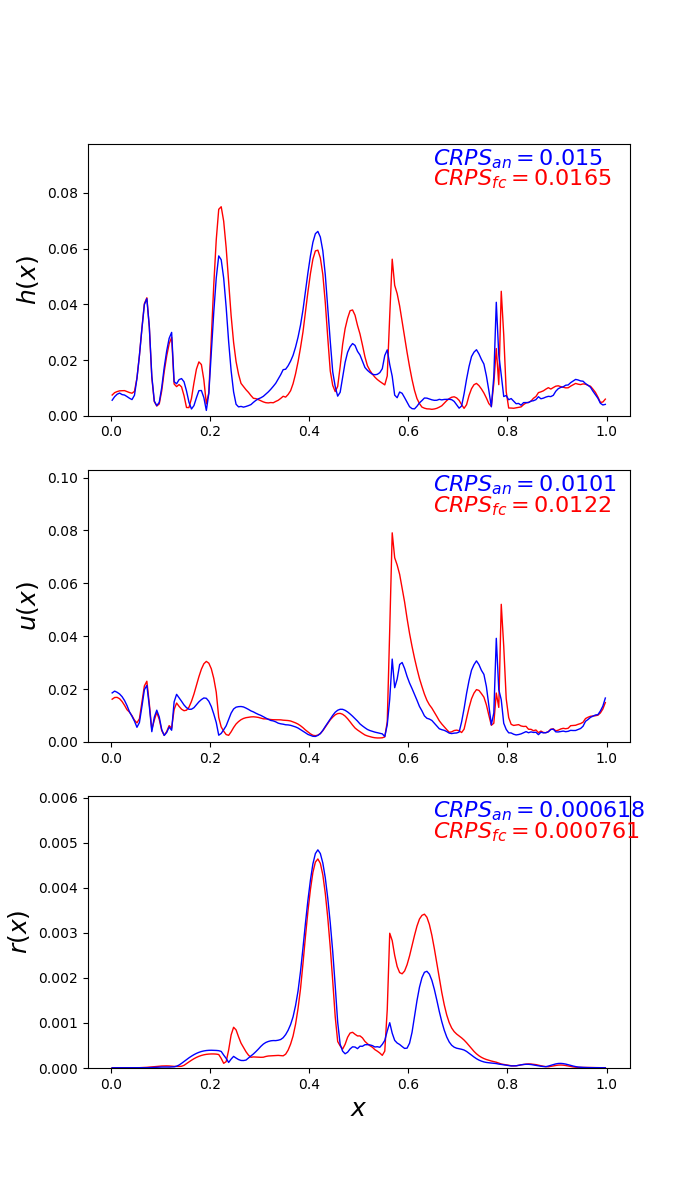 CRPS_an = 0.015
CRPS_fc = 0.0165
h(x)
0.08
0.06
0.04
0.02
0.00
0.0 0.2 0.4 0.6 0.8 1.0
CRPS_an = 0.0101
CRPS_fc = 0.0122
u(x)
0.10
0.08
0.06
0.04
0.02
0.00
0.0 0.2 0.4 0.6 0.8 1.0
CRPS_an = 0.000618
CRPS_fc = 0.000761
r(x)
0.006
0.005
0.004
0.003
0.002
0.001
0.000
0.0 0.2 0.4 0.6 0.8 1.0
x